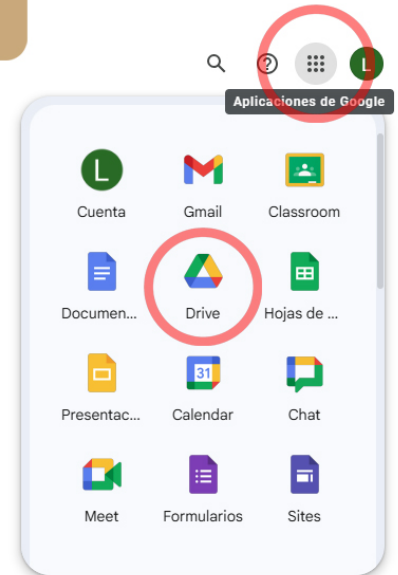 L
Aplicaciones de Google
L
Cuenta
Gmail
Classroom
Documen...
Drive
Hojas de ...
Presentac...
31
Calendar
Chat
Meet
Formularios
Sites